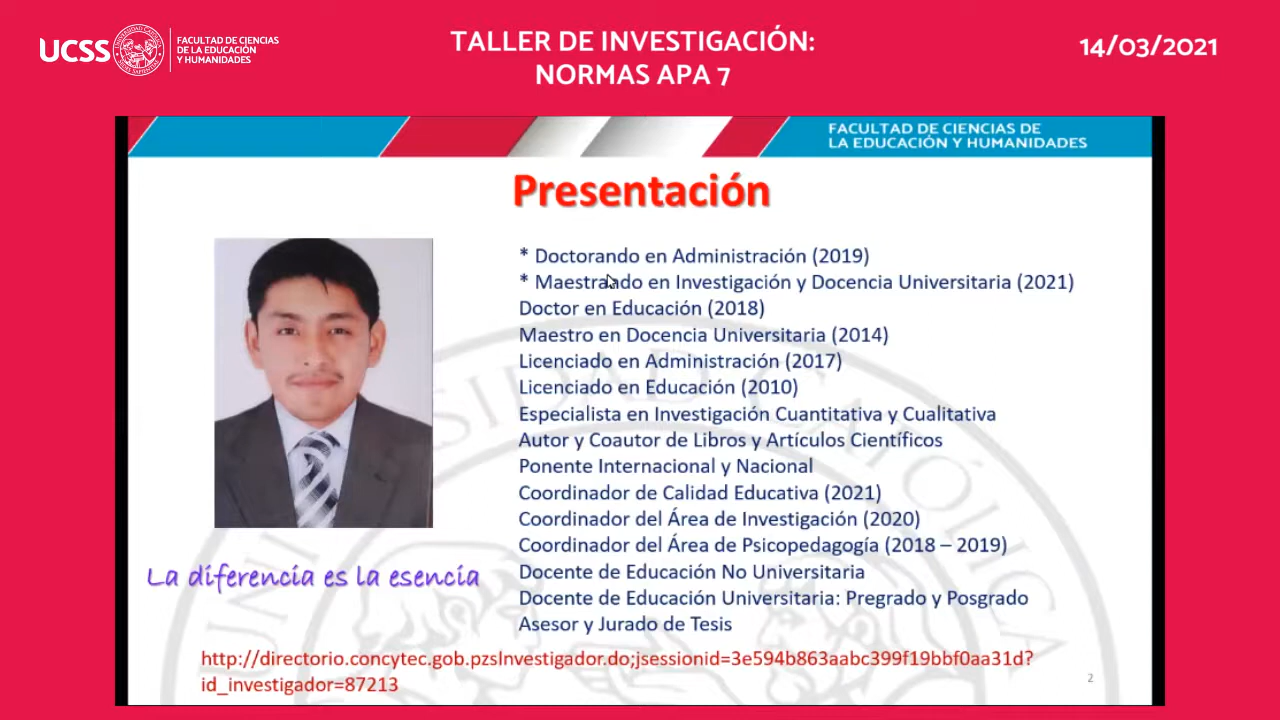 UCSS
FACULTAD DE CIENCIAS
DE LA EDUCACIÓN
Y HUMANIDADES
TALLER DE INVESTIGACIÓN:
NORMAS APA 7
14/03/2021
FACULTAD DE CIENCIAS DE
LA EDUCACIÓN Y HUMANIDADES
Presentación
* Doctorando en Administración (2019)
* Maestrando en Investigación y Docencia Universitaria (2021)
Doctor en Educación (2018)
Maestro en Docencia Universitaria (2014)
Licenciado en Administración (2017)
Licenciado en Educación (2010)
Especialista en Investigación Cuantitativa y Cualitativa
Autor y Coautor de Libros y Artículos Científicos
Ponente Internacional y Nacional
Coordinador de Calidad Educativa (2021)
Coordinador del Área de Investigación (2020)
Coordinador del Área de Psicopedagogía (2018 – 2019)
Docente de Educación No Universitaria
Docente de Educación Universitaria: Pregrado y Posgrado
Asesor y Jurado de Tesis
La diferencia es la esencia
http://directorio.concytec.gob.pzslnvestigador.do;jsessionid=3e594b863aabc399f19bbf0aa31d?
id_investigador=87213
2